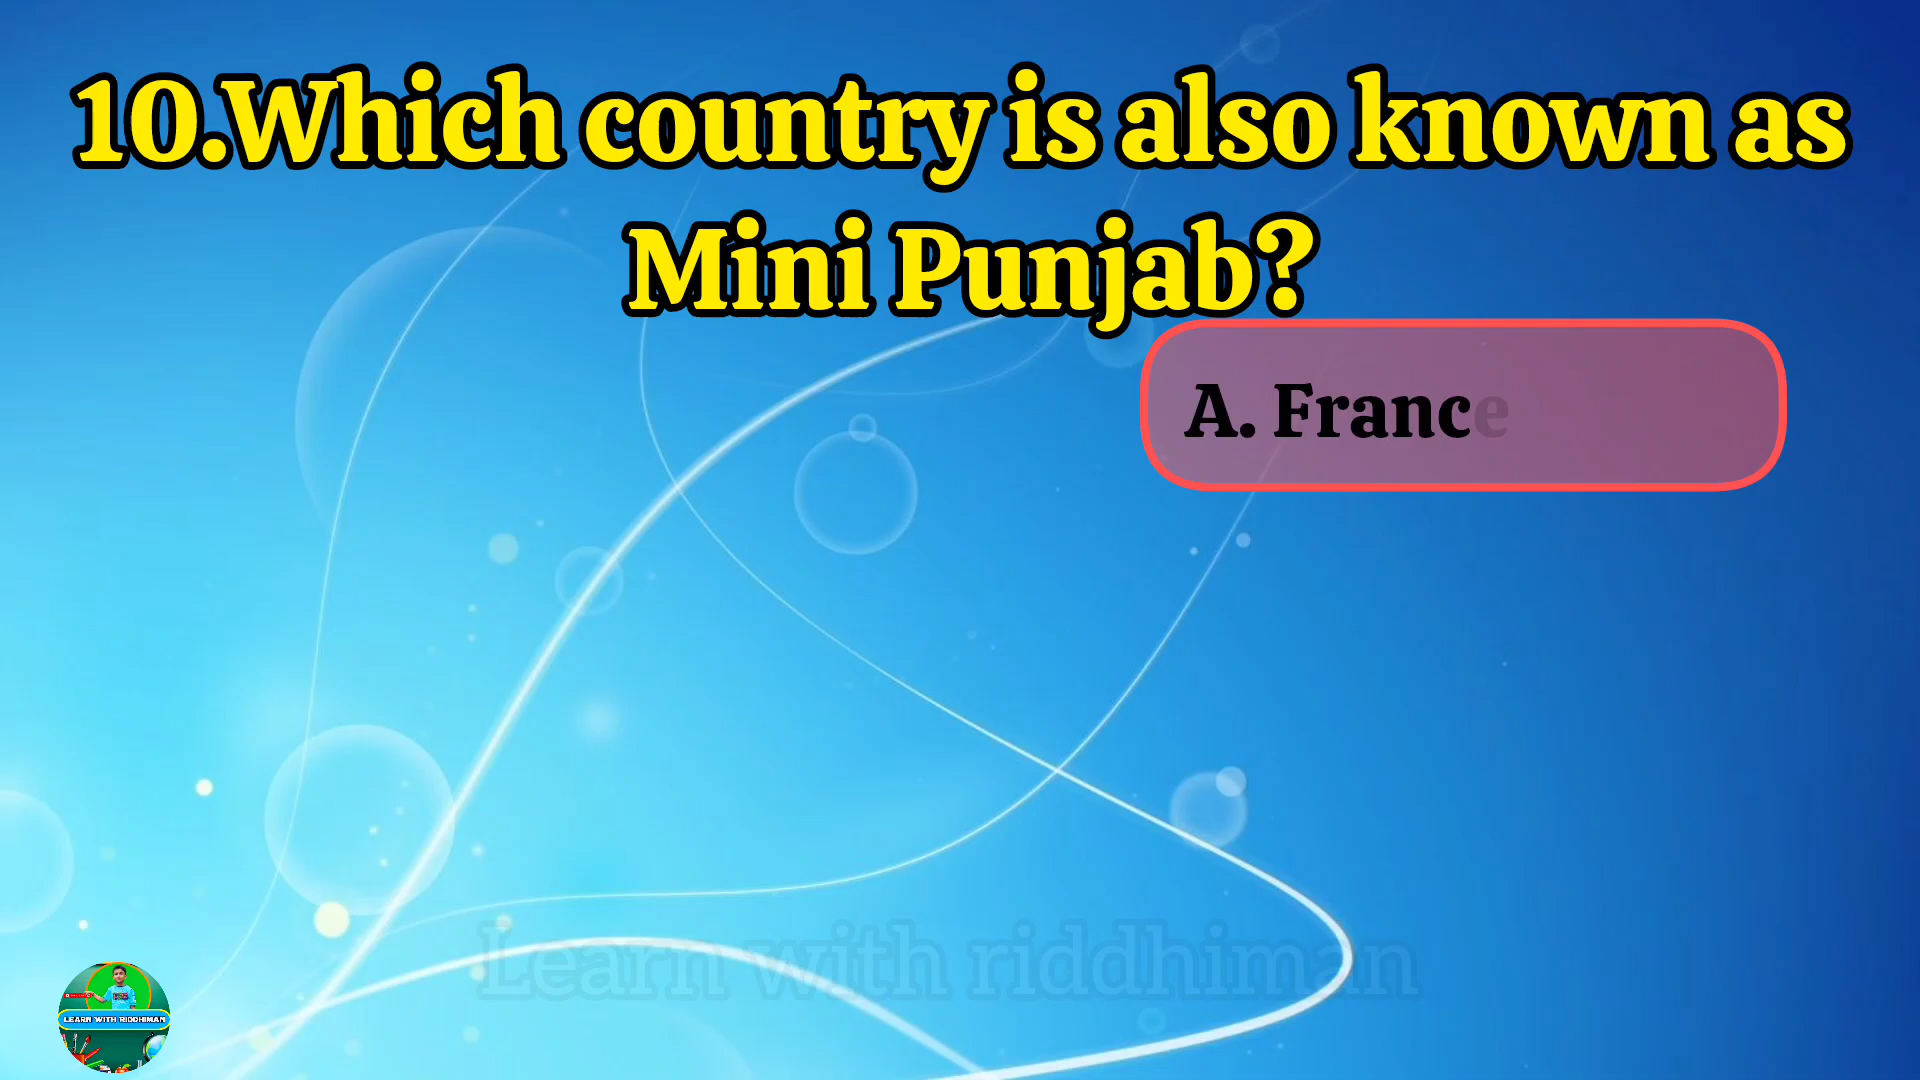 10.Which country is also known as
Mini Punjab?
A. France
Learn with riddhiman
LEARN WITH RIDDHIMAN